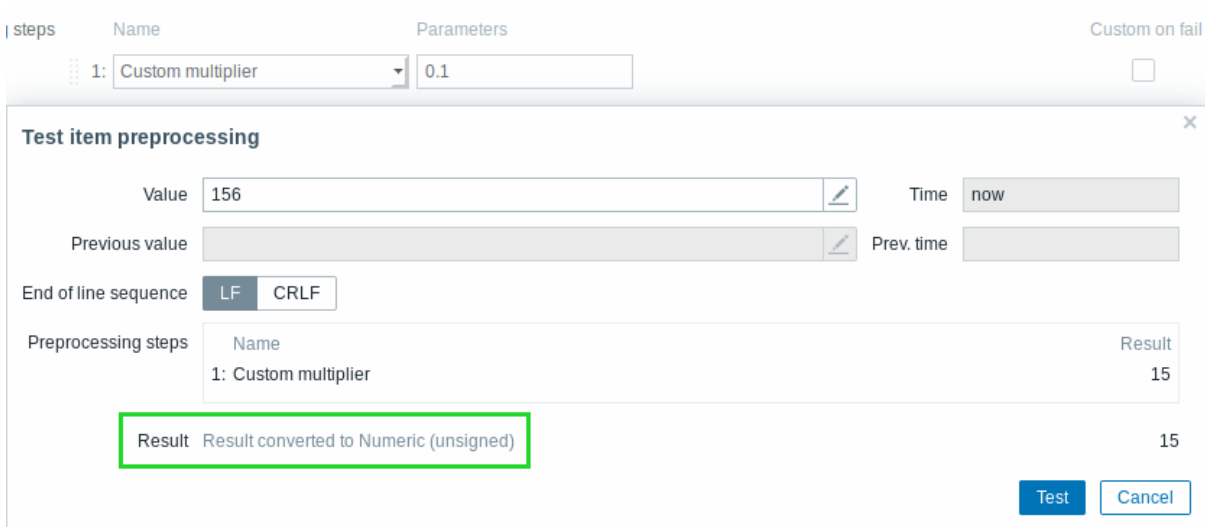 steps Name Parameters Custom on fail
1: Custom multiplier 0.1
Test item preprocessing ×
Value 156 Time now
Previous value Prev. time
End of line sequence LF CRLF
Preprocessing steps Name Result
1: Custom multiplier 15
Result Result converted to Numeric (unsigned) 15
Test Cancel